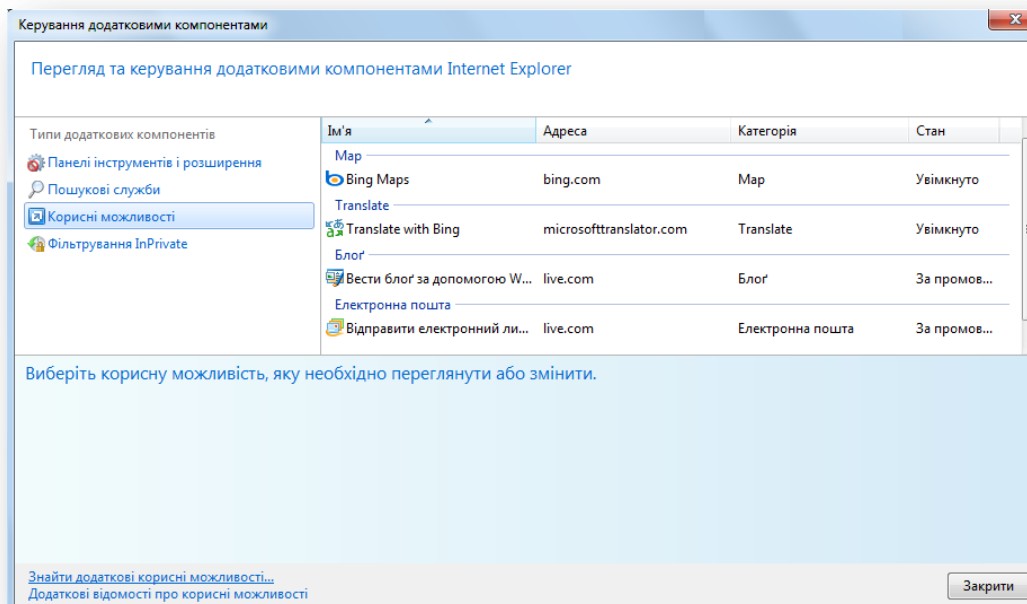 Керування додатковими компонентами
Перегляд та керування додатковими компонентами Internet Explorer
Типи додаткових компонентів
Панелі інструментів і розширення
Пошукові служби
Корисні можливості
Фільтрування InPrivate
Ім'я Адреса Категорія Стан
Map
Bing Maps bing.com Map Увімкнуто
Translate
Translate with Bing microsofttranslator.com Translate Увімкнуто
Блоґ
Вести блоґ за допомогою W... live.com Блоґ За промов...
Електронна пошта
Відправити електронний ли... live.com Електронна пошта За промов...
Виберіть корисну можливість, яку необхідно переглянути або змінити.
Знайти додаткові корисні можливості...
Додаткові відомості про корисні можливості
Закрити